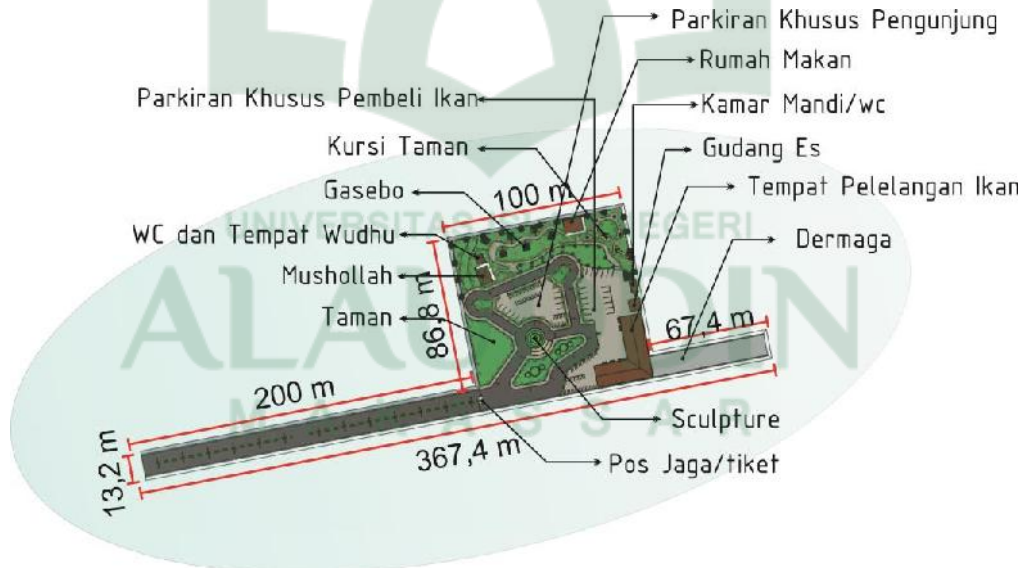 Parkiran Khusus Pengunjung
Rumah Makan
Parkiran Khusus Pembeli Ikan
Kamar Mandi/wc
Kursi Taman
Gudang Es
Gasebo
100 m
Tempat Pelelangan Ikan
UNIVERSITAS ISLAM NEGERI
WC dan Tempat Wudhu
Dermaga
Mushollah
86,8 m
Taman
ALAUDDIN
67,4 m
200 m
MAKASSAR
Sculpture
367,4 m
Pos Jaga/tiket
13,2 m